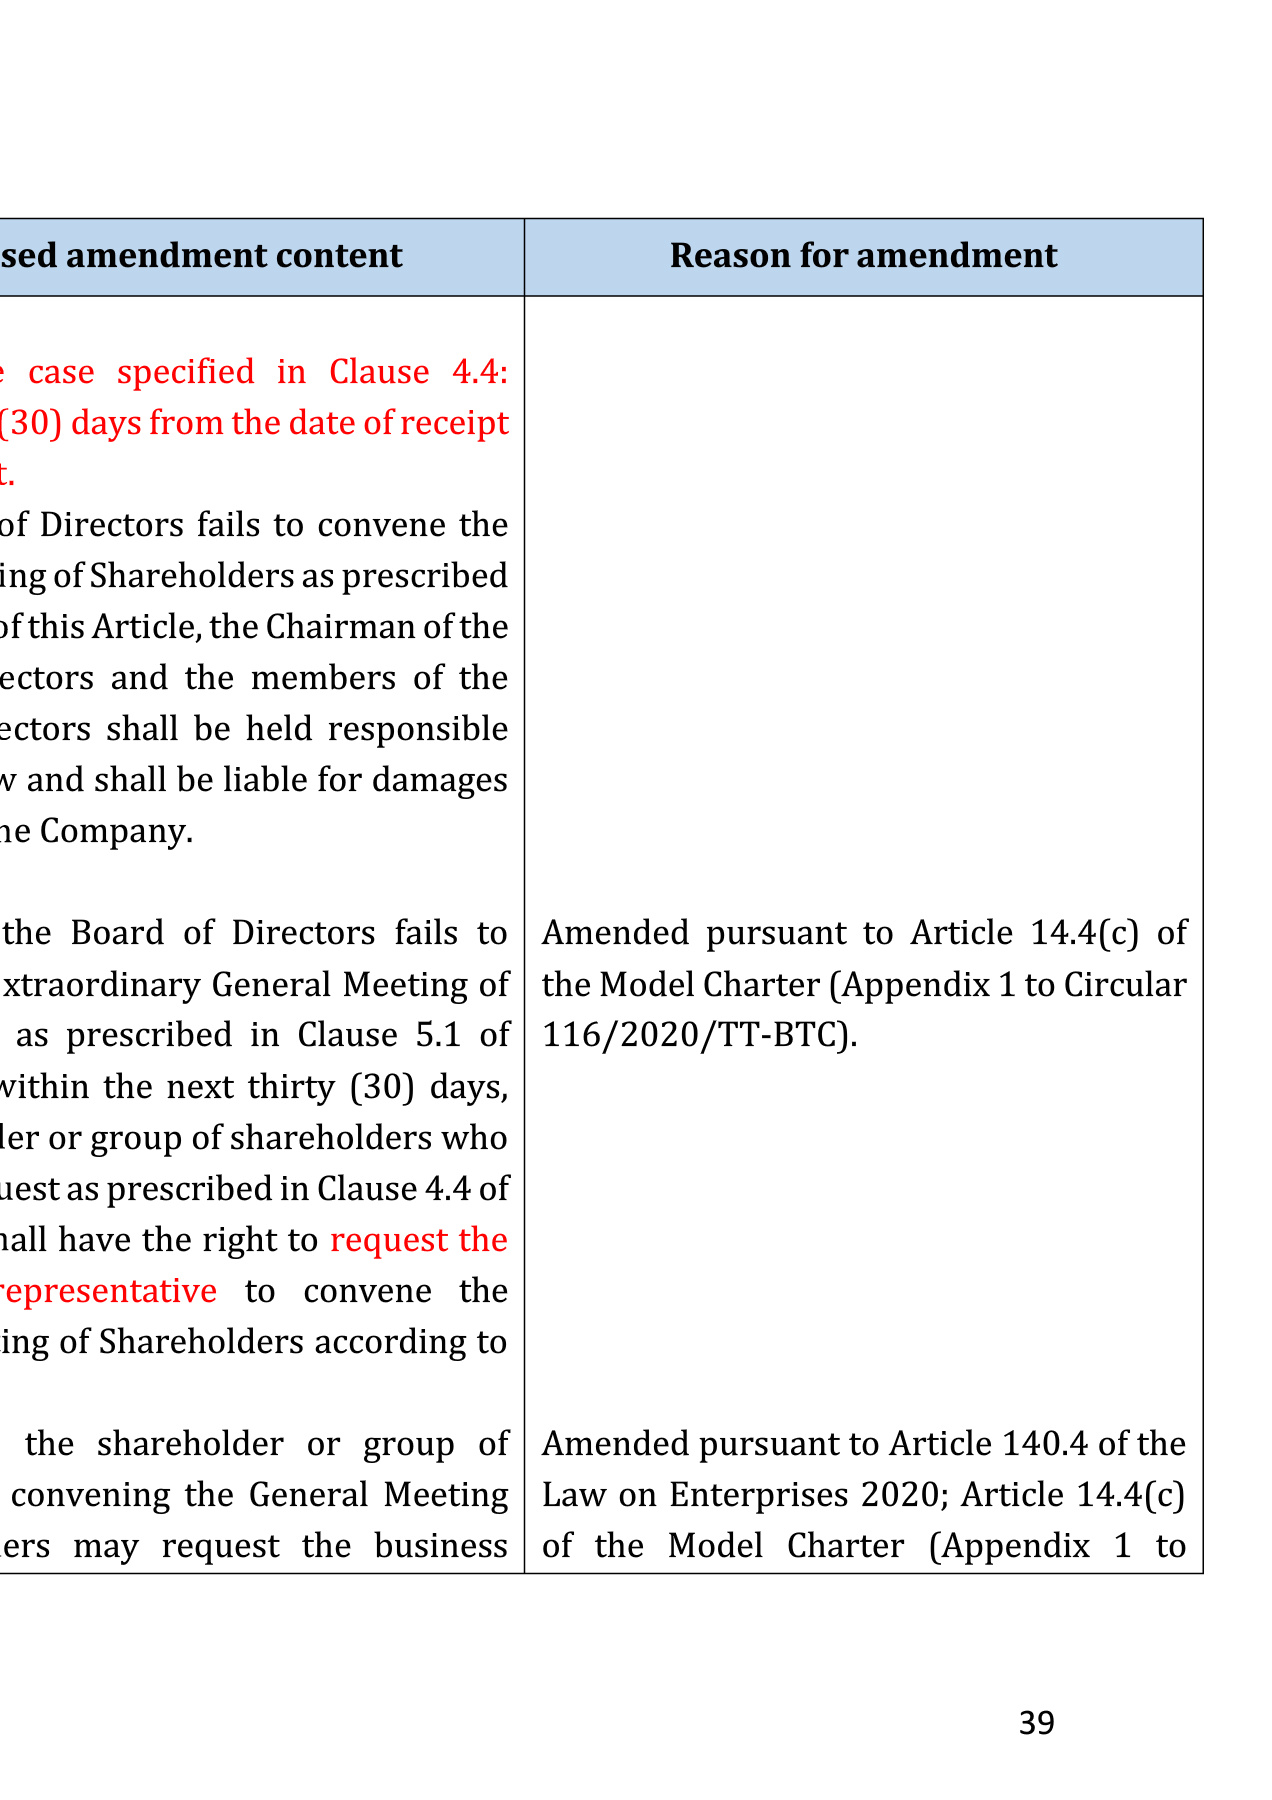 sed amendment content
Reason for amendment
case specified in Clause 4.4:
(30) days from the date of receipt
t.
of Directors fails to convene the
ing of Shareholders as prescribed
of this Article, the Chairman of the
ectors and the members of the
ectors shall be held responsible
w and shall be liable for damages
he Company.
the Board of Directors fails to
xtraordinary General Meeting of
as prescribed in Clause 5.1 of
within the next thirty (30) days,
ler or group of shareholders who
uest as prescribed in Clause 4.4 of
hall have the right to request the
representative to convene the
ting of Shareholders according to
the shareholder or group of
convening the General Meeting
ers may request the business
Amended pursuant to Article 14.4(c) of
the Model Charter (Appendix 1 to Circular
116/2020/TT-BTC).
Amended pursuant to Article 140.4 of the
Law on Enterprises 2020; Article 14.4(c)
of the Model Charter (Appendix 1 to
39